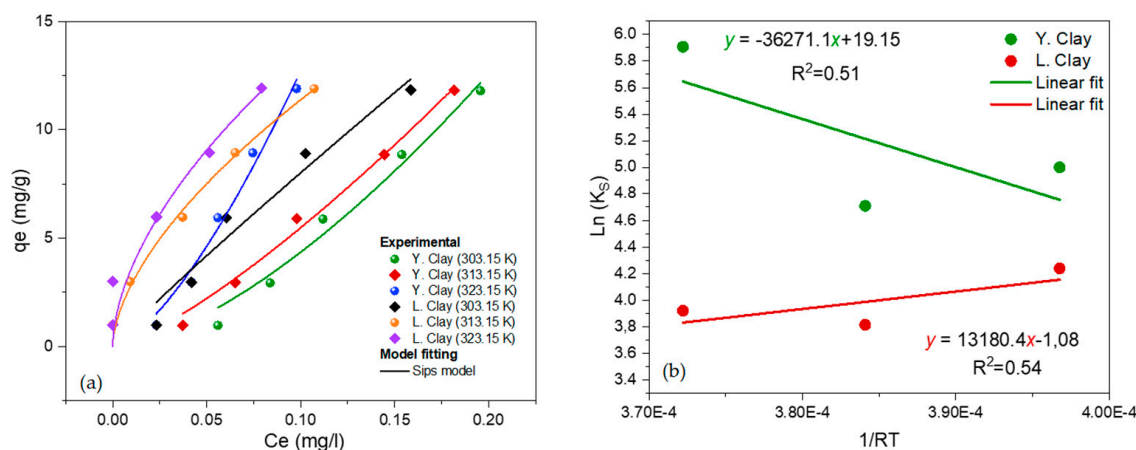 15
10
5
0
qe (mg/g)
0.00
0.05
0.10
0.15
0.20
Ce (mg/l)
(a)
Experimental
Y. Clay (303.15 K)
Y. Clay (313.15 K)
Y. Clay (323.15 K)
L. Clay (303.15 K)
L. Clay (313.15 K)
L. Clay (323.15 K)
Model fitting
Sips model
6.0
5.8
5.6
5.4
5.2
5.0
4.8
4.6
4.4
4.2
4.0
3.8
3.6
3.4
Ln (KS)
y = -36271.1x+19.15
R²=0.51
Y. Clay
L. Clay
Linear fit
Linear fit
y = 13180.4x-1,08
R²=0.54
(b)
3.70E-4
3.80E-4
3.90E-4
4.00E-4
1/RT